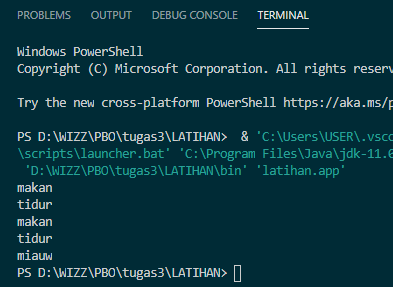 PROBLEMS OUTPUT DEBUG CONSOLE TERMINAL
Windows PowerShell
Copyright (C) Microsoft Corporation. All rights reserv
Try the new cross-platform PowerShell https://aka.ms/p
PS D:\WIZZ\PBO\tugas3\LATIHAN>  & 'C:\Users\USER\.vsco
\scripts\launcher.bat' 'C:\Program Files\Java\jdk-11.0
 'D:\WIZZ\PBO\tugas3\LATIHAN\bin' 'latihan.app'
makan
tidur
makan
tidur
miauw
PS D:\WIZZ\PBO\tugas3\LATIHAN>